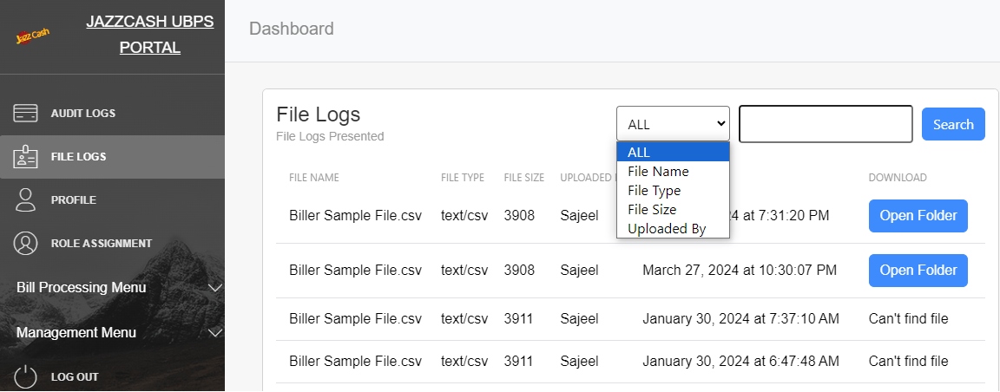 Jazz Cash
JAZZCASH UBPS
PORTAL
AUDIT LOGS
FILE LOGS
PROFILE
ROLE ASSIGNMENT
Bill Processing Menu
Management Menu
LOG OUT
Dashboard
File Logs
File Logs Presented
ALL
Search
ALL
File Name
File Type
File Size
Uploaded By
FILE NAME FILE TYPE FILE SIZE UPLOADED DOWNLOAD
Biller Sample File.csv text/csv 3908 Sajeel at 7:31:20 PM Open Folder
Biller Sample File.csv text/csv 3908 Sajeel March 27, 2024 at 10:30:07 PM Open Folder
Biller Sample File.csv text/csv 3911 Sajeel January 30, 2024 at 7:37:10 AM Can't find file
Biller Sample File.csv text/csv 3911 Sajeel January 30, 2024 at 6:47:48 AM Can't find file